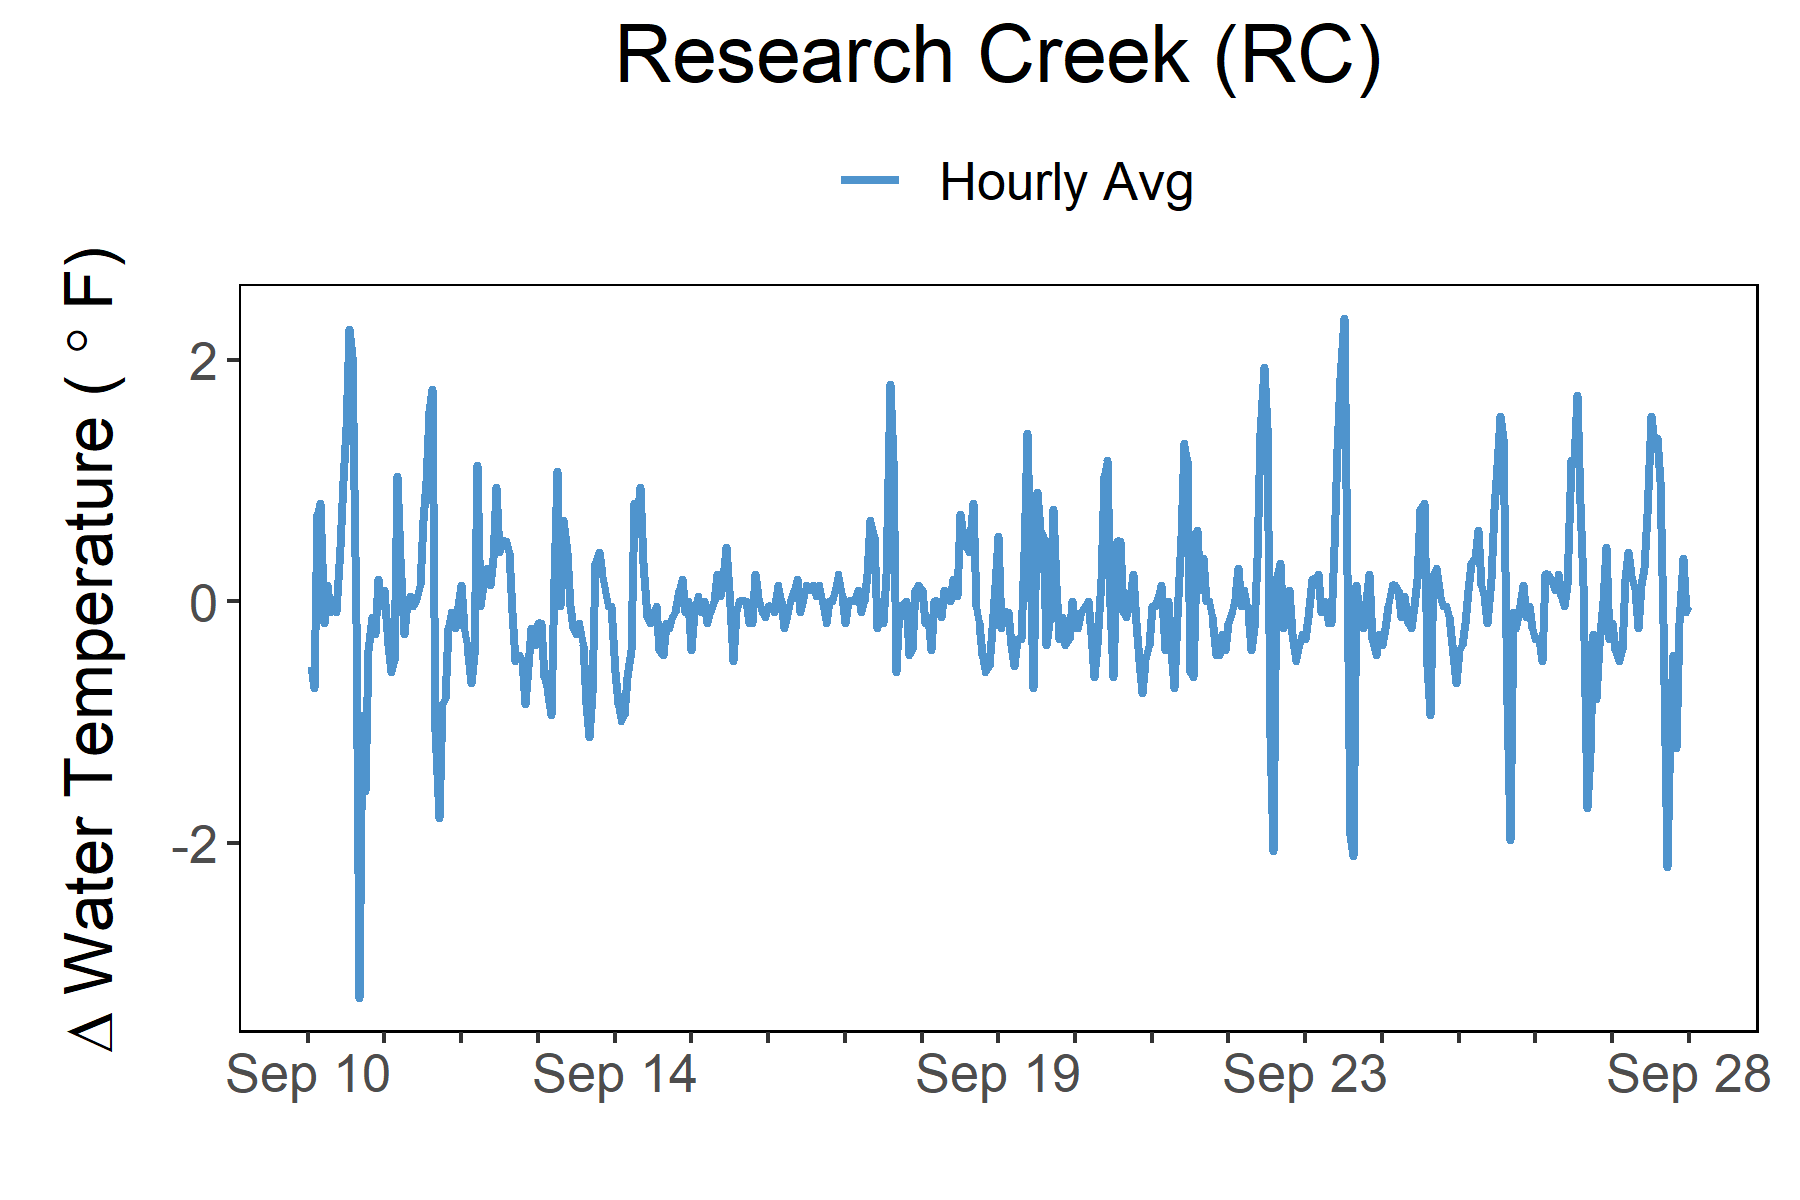 Research Creek (RC)
Hourly Avg
Δ Water Temperature ( ° F)
2
0
-2
Sep 10
Sep 14
Sep 19
Sep 23
Sep 28